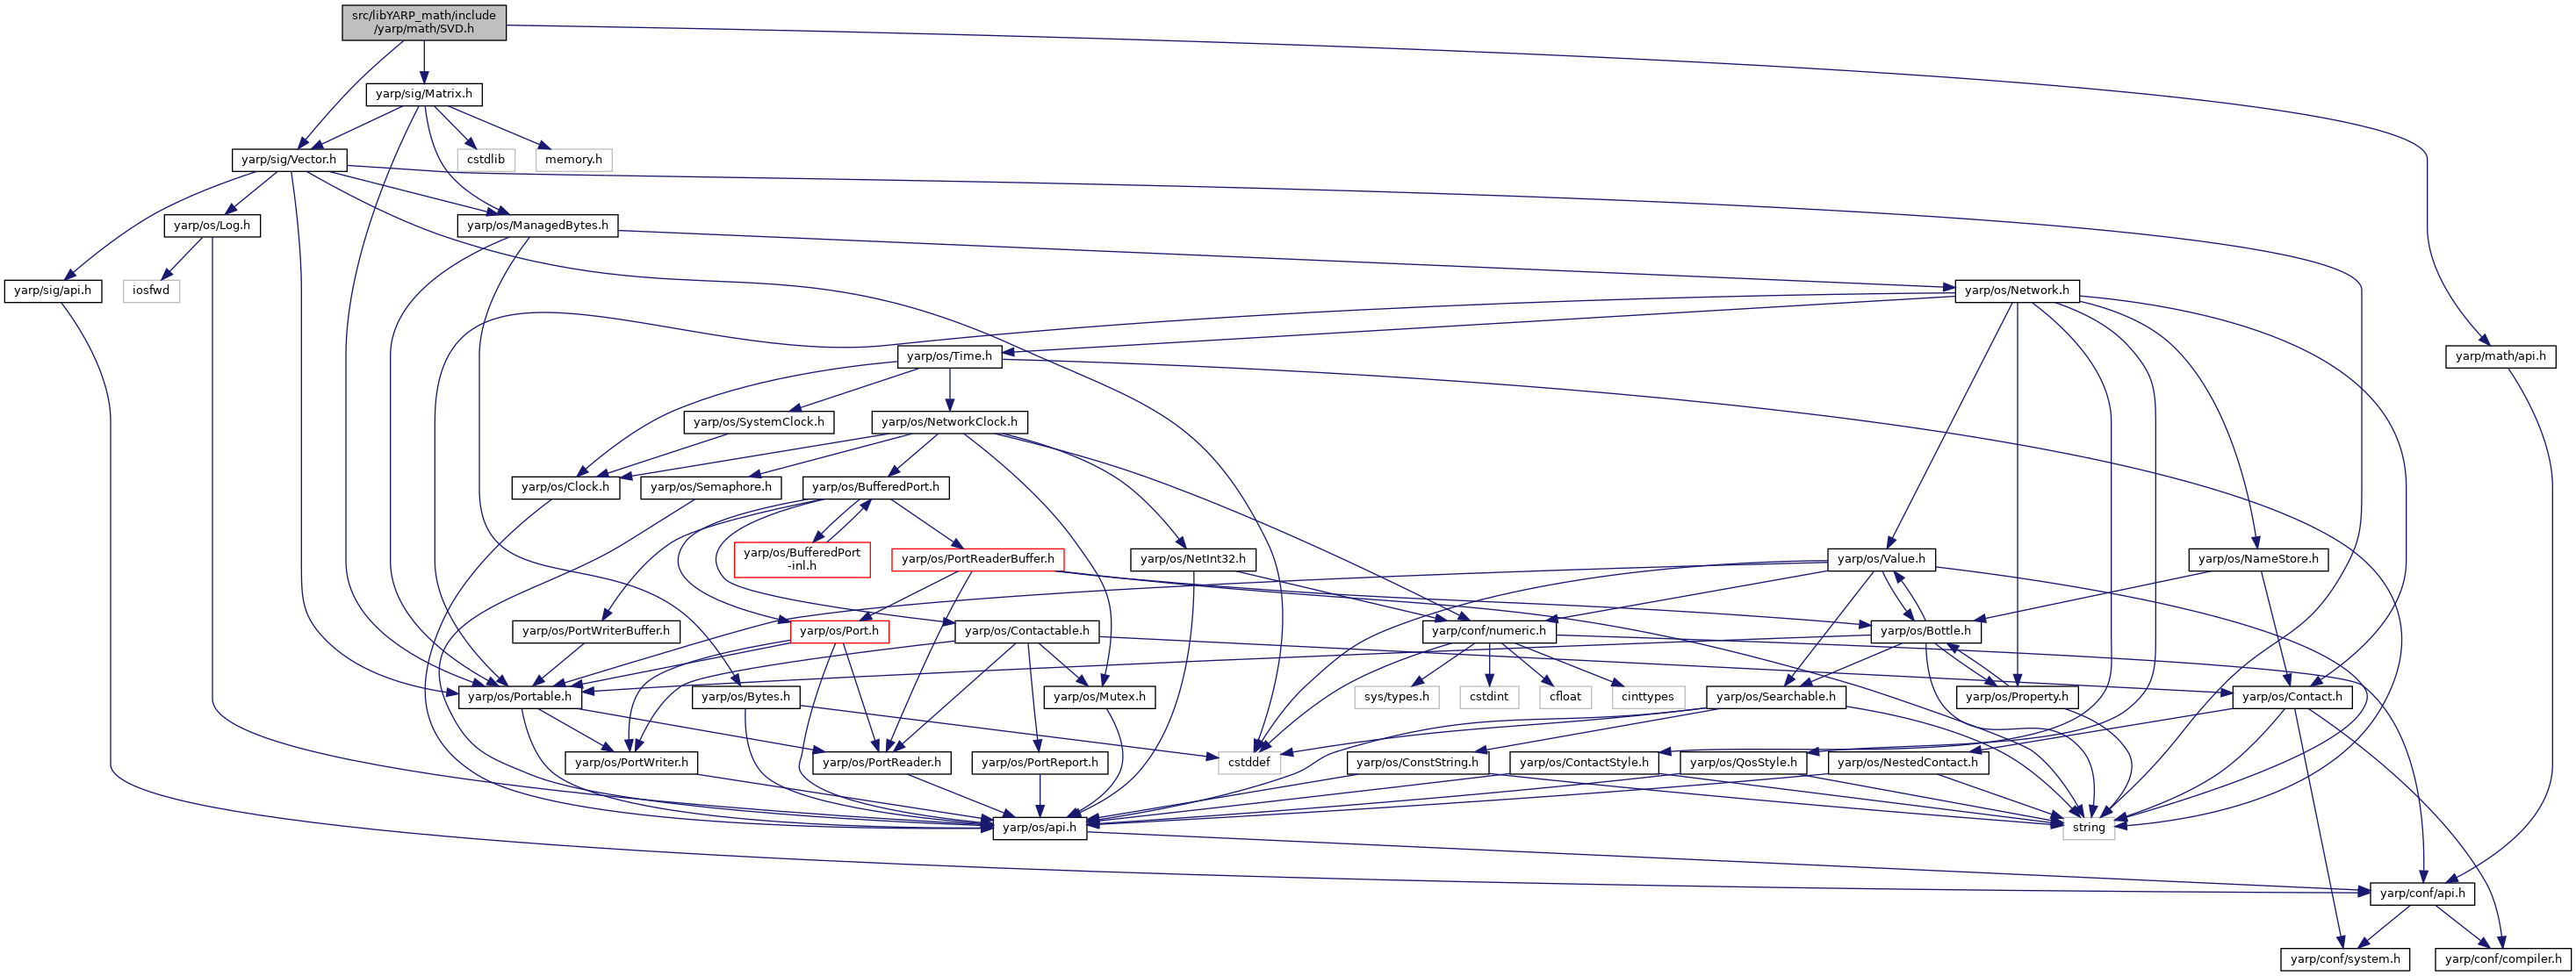 src/libYARP_math/include
/yarp/math/SVD.h
yarp/sig/Matrix.h
yarp/sig/Vector.h
cstdlib
memory.h
yarp/os/Log.h
yarp/os/ManagedBytes.h
yarp/sig/api.h
iosfwd
yarp/os/Network.h
yarp/os/Time.h
yarp/math/api.h
yarp/os/SystemClock.h
yarp/os/NetworkClock.h
yarp/os/Clock.h
yarp/os/Semaphore.h
yarp/os/BufferedPort.h
yarp/os/BufferedPort
-inl.h
yarp/os/PortReaderBuffer.h
yarp/os/NetInt32.h
yarp/os/Value.h
yarp/os/NameStore.h
yarp/os/PortWriterBuffer.h
yarp/os/Port.h
yarp/os/Contactable.h
yarp/conf/numeric.h
yarp/os/Bottle.h
yarp/os/Portable.h
yarp/os/Bytes.h
yarp/os/Mutex.h
sys/types.h
cstdint
cfloat
cinttypes
yarp/os/Searchable.h
yarp/os/Property.h
yarp/os/Contact.h
yarp/os/PortWriter.h
yarp/os/PortReader.h
yarp/os/PortReport.h
cstddef
yarp/os/ConstString.h
yarp/os/ContactStyle.h
yarp/os/QosStyle.h
yarp/os/NestedContact.h
yarp/os/api.h
string
yarp/conf/api.h
yarp/conf/system.h
yarp/conf/compiler.h